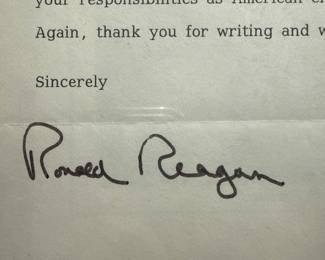 your responsibilities as American
Again, thank you for writing and
Sincerely
Ronald Reagan